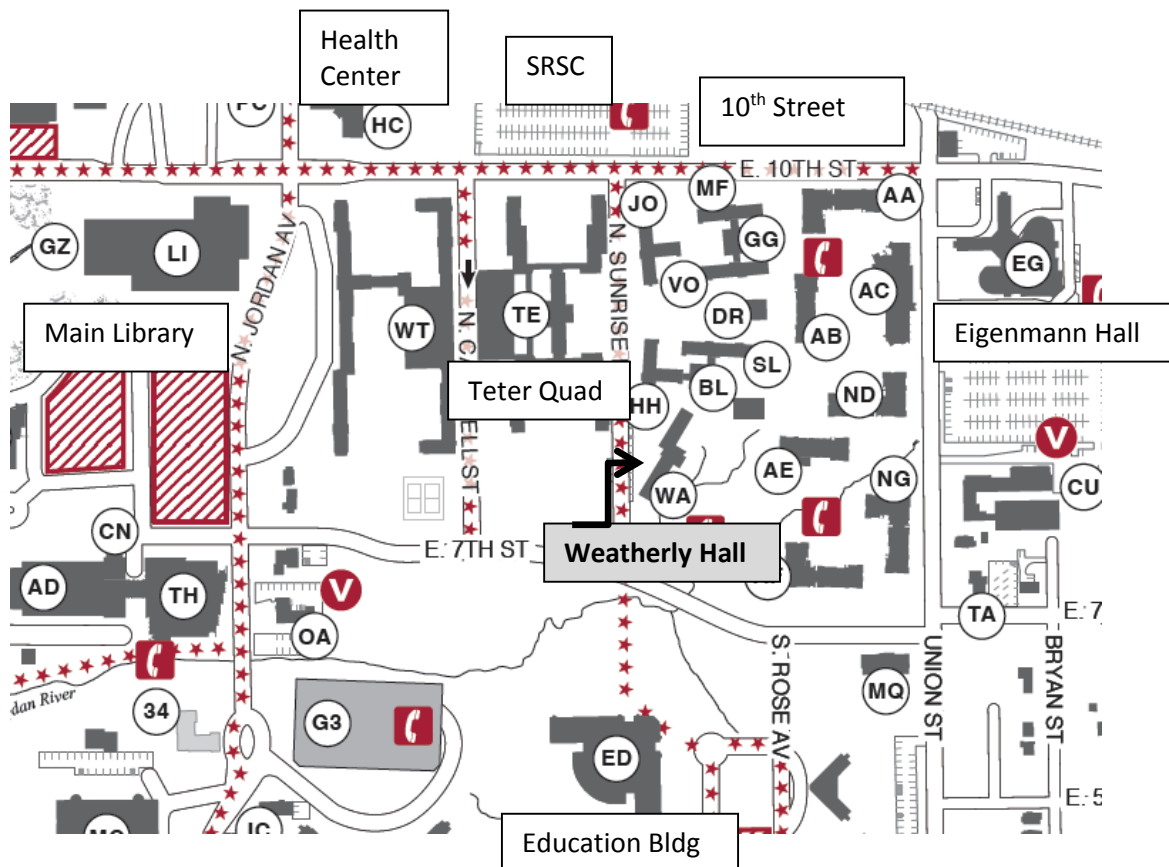 Health
Center
SRSC
10th Street
HC
E. 10TH ST
MF
JO
AA
GZ
LI
GG
EG
VO
AC
N. JORDAN AV
N. SUNRISE
WT
TE
DR
AB
Main Library
Eigenmann Hall
SL
BL
ND
Teter Quad
HH
V
AE
WA
NG
CU
CN
E. 7TH ST
Weatherly Hall
AD
TH
V
TA
E. 7
OA
S. ROSE AV
UNION ST
BRYAN ST
MQ
dan River
34
G3
ED
E. 5
Education Bldg